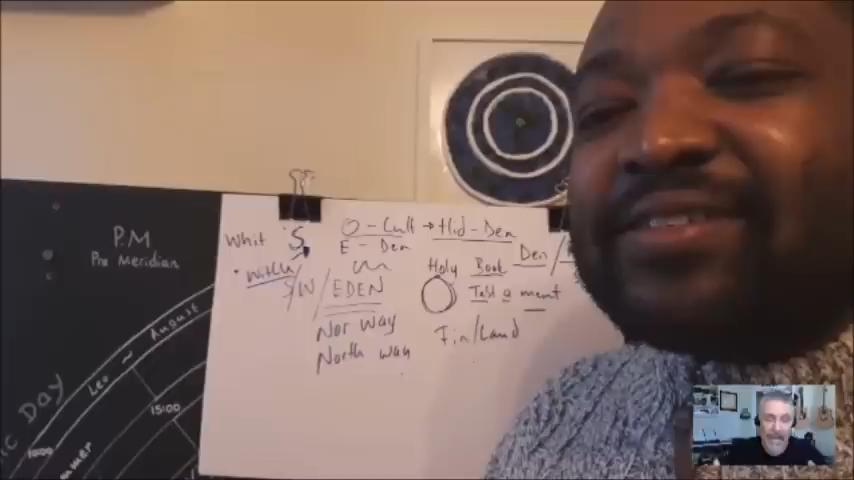 P.M
Pre Meridian
Leo ~ August
15:00
Day
Whit 'S
O-Cult → Hid-Den
E-Den
Den/
Holy Book
S/W/EDEN
Test a ment
Nor Way
Fin/Land
North way